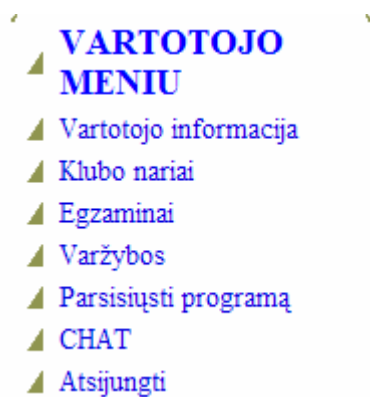 VARTOTOJO
MENIU
Vartotojo informacija
Klubo nariai
Egzaminai
Varžybos
Parsisiųsti programą
CHAT
Atsijungti